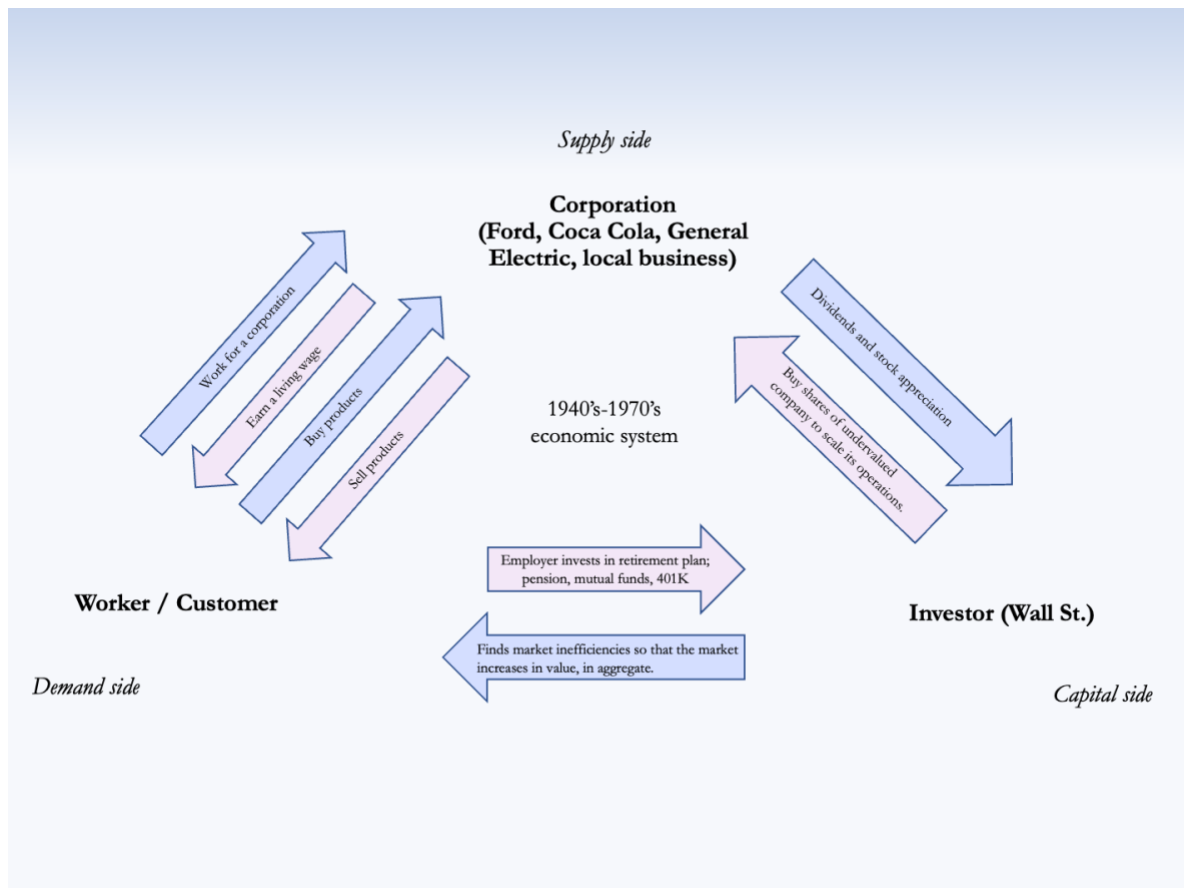 Supply side
Corporation
(Ford, Coca Cola, General
Electric, local business)
Work for a corporation
Earn a living wage
Buy products
Sell products
1940's-1970's
economic system
Dividends and stock appreciation
Buy shares of undervalued
company to scale its operations.
Employer invests in retirement plan;
pension, mutual funds, 401K
Worker / Customer
Investor (Wall St.)
Finds market inefficiencies so that the market
increases in value, in aggregate.
Demand side
Capital side